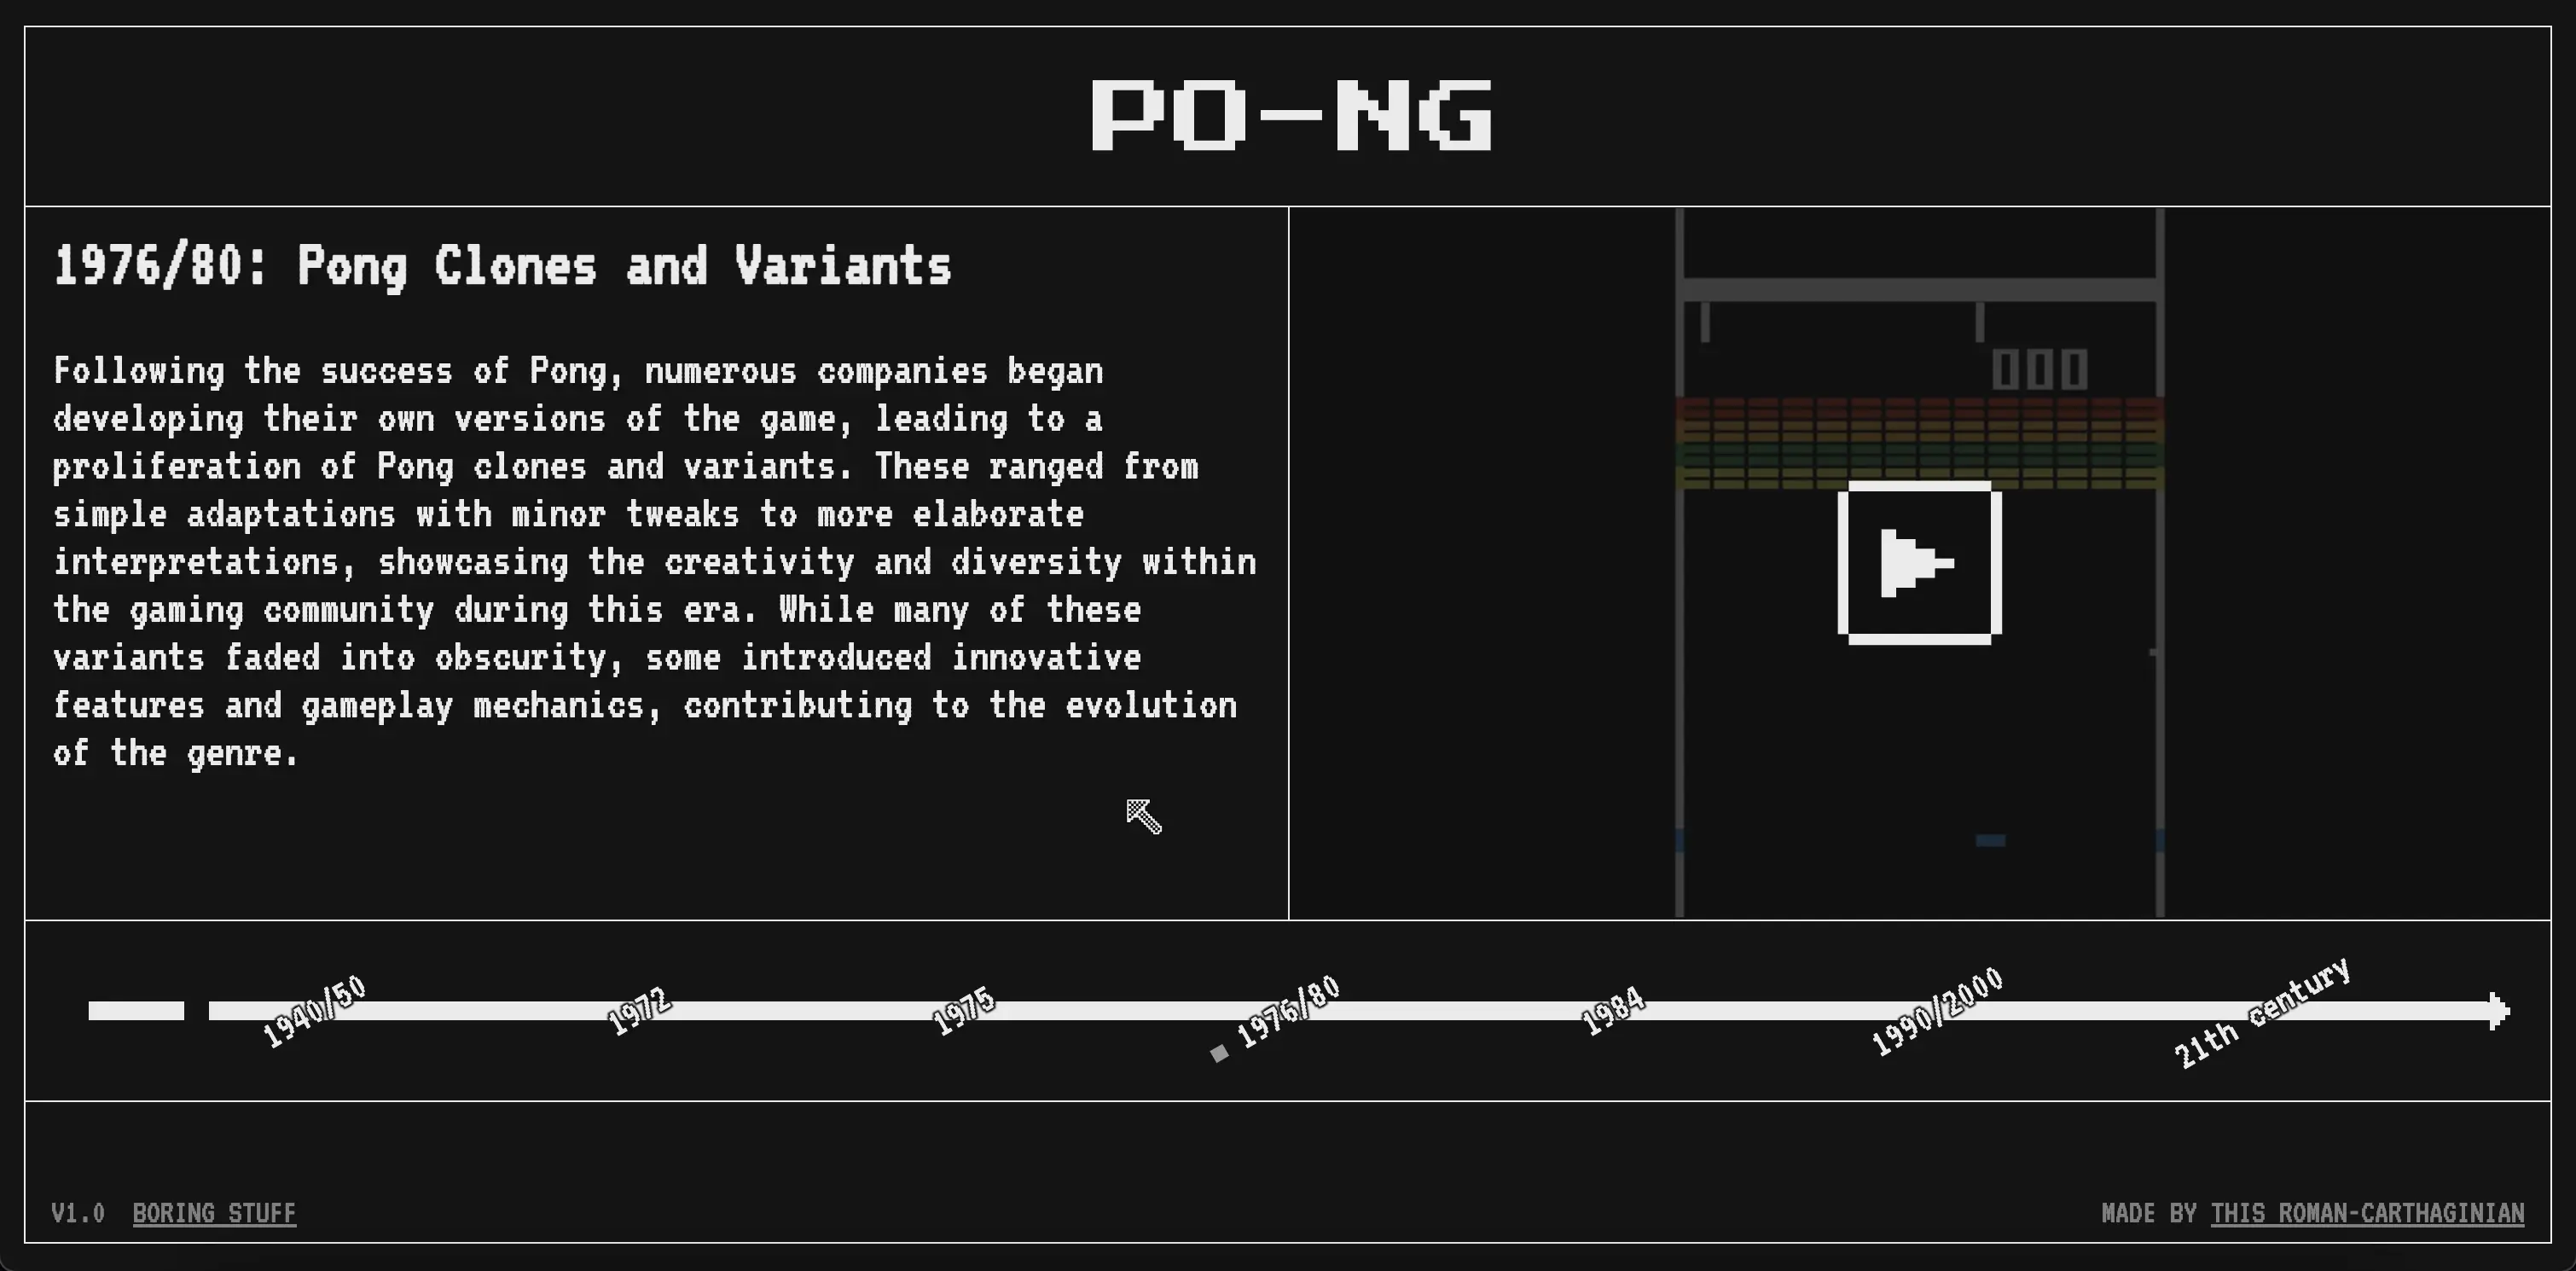 PO-NG
1976/80: Pong Clones and Variants
Following the success of Pong, numerous companies began
developing their own versions of the game, leading to a
proliferation of Pong clones and variants. These ranged from
simple adaptations with minor tweaks to more elaborate
interpretations, showcasing the creativity and diversity within
the gaming community during this era. While many of these
variants faded into obscurity, some introduced innovative
features and gameplay mechanics, contributing to the evolution
of the genre.
000
1940/50
1972
1975
1976/80
1984
1990/2000
21th century
V1.0 BORING STUFF
MADE BY THIS ROMAN-CARTHAGINIAN